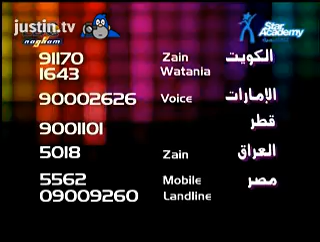 justin.tv
nogham
Star
Academy
91170 Zain الكويت
1643 Watania
90002626 Voice الإمارات
9001101 قطر
5018 Zain العراق
5562 Mobile مصر
09009260 Landline